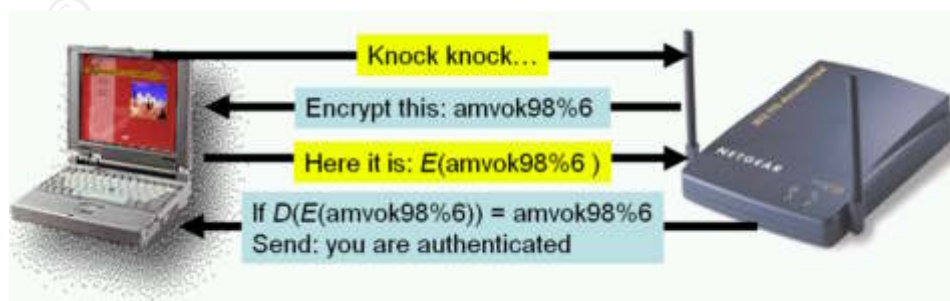 Knock knock...
Encrypt this: amvok98%6
Here it is: E(amvok98%6 )
If D(E(amvok98%6)) = amvok98%6
Send: you are authenticated
NETGEAR